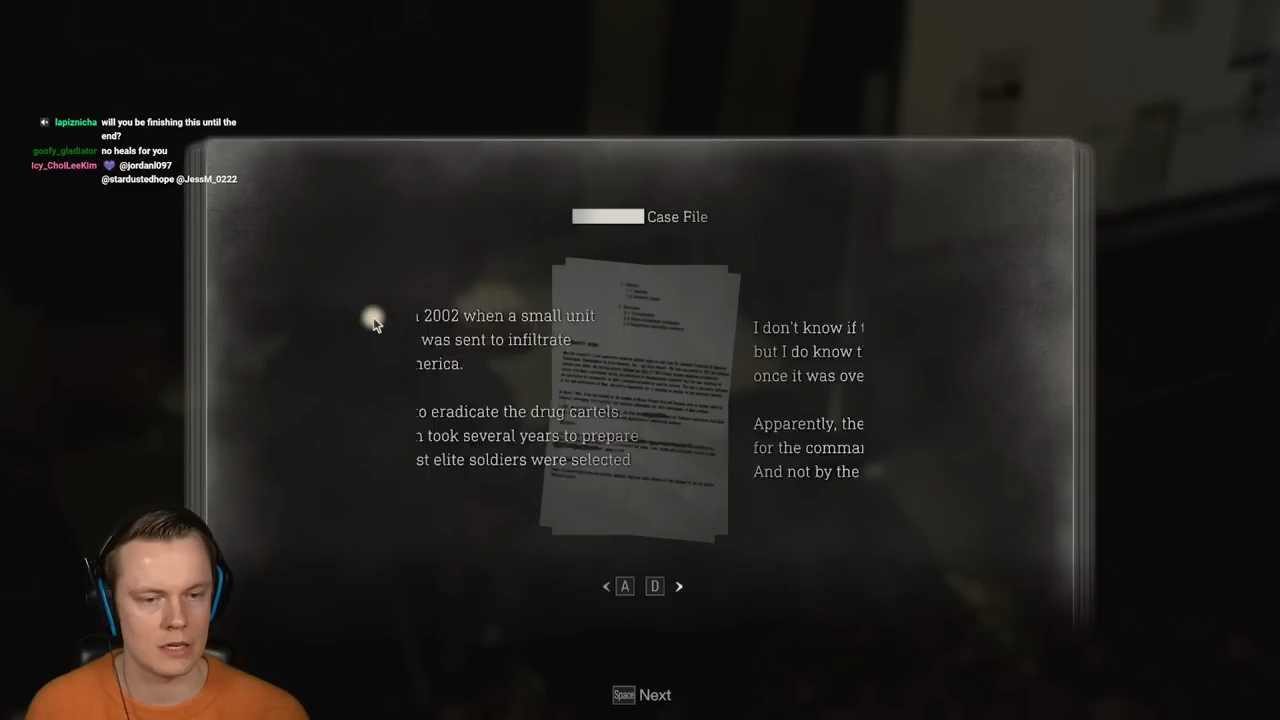 lapiznicha will you be finishing this until the
end?
goofy_gladiator no heals for you
Icy_ChoiLeeKim @jordanl097
@stardustedhope @JessM_0222
Case File
2002 when a small unit
was sent to infiltrate
nerica.
to eradicate the drug cartels.
took several years to prepare
st elite soldiers were selected
I don't know if
but I do know
once it was ove
Apparently, the
for the comma
And not by the
< A D >
Space Next